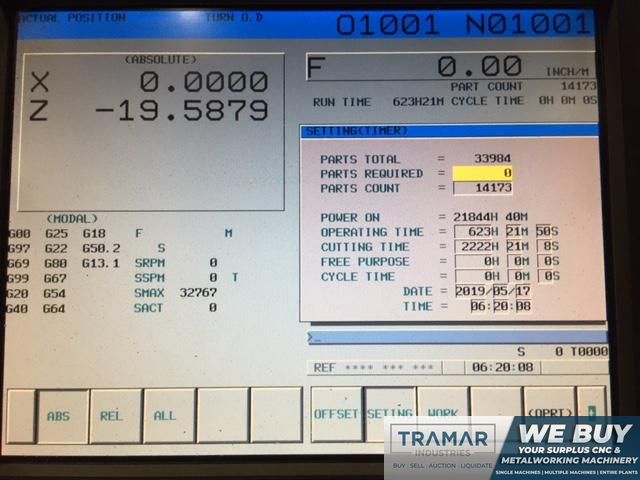 ACTUAL POSITION TURN O.D O1001 N01001
(ABSOLUTE)
X 0.0000
Z -19.5879
F 0.00 INCH/M
PART COUNT 14173
RUN TIME 623H21M CYCLE TIME 0H 0M 0S
SETTING(TIMER)
PARTS TOTAL = 33984
PARTS REQUIRED = 0
PARTS COUNT = 14173
POWER ON = 21844H 40M
OPERATING TIME = 623H 21M 50S
CUTTING TIME = 2222H 21M 8S
FREE PURPOSE = 0H 0M 0S
CYCLE TIME = 0H 0M 0S
DATE = 2019/05/17
TIME = 06:20:08
(MODAL)
G00 G25 G18 F M
G97 G22 G50.2 S
G69 G80 G13.1 SRPM 0
G99 G67 SSPM 0 T
G20 G54 SMAX 32767
G40 G64 SACT 0
>_
S 0 T0000
REF **** *** *** 06:20:08
ABS REL ALL OFFSET SETING WORK (OPRT)
TRAMAR
INDUSTRIES
BUY | SELL | AUCTION | LIQUIDATE
WE BUY
YOUR SURPLUS CNC &
METALWORKING MACHINERY
SINGLE MACHINES | MULTIPLE MACHINES | ENTIRE PLANTS